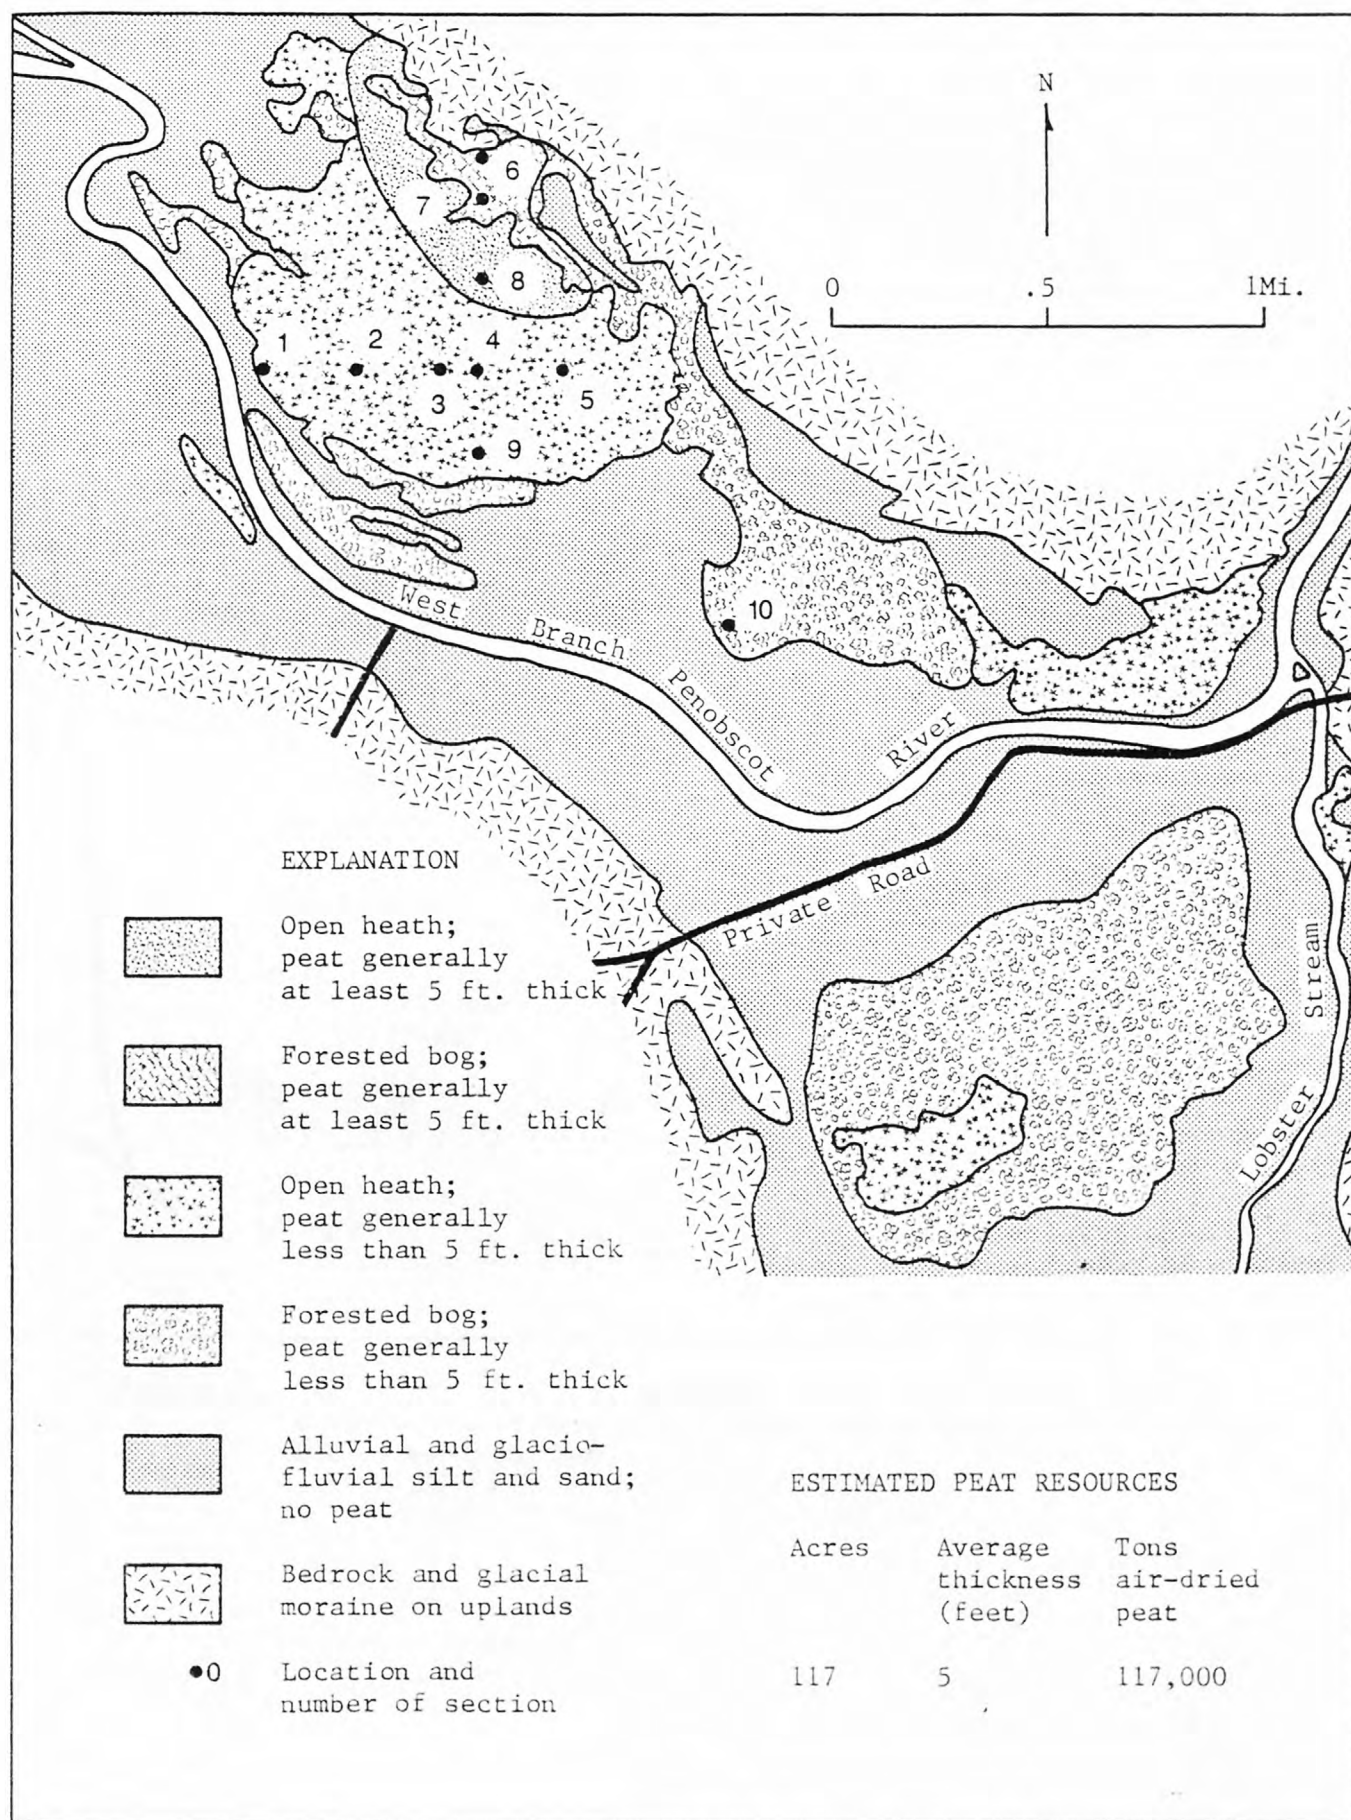 N
0 .5 1Mi.
6
7
8
1
2
4
3
5
9
10
West Branch Penobscot River
Private Road
Lobster Stream
EXPLANATION
Open heath;
peat generally
at least 5 ft. thick
Forested bog;
peat generally
at least 5 ft. thick
Open heath;
peat generally
less than 5 ft. thick
Forested bog;
peat generally
less than 5 ft. thick
Alluvial and glacio-
fluvial silt and sand;
no peat
Bedrock and glacial
moraine on uplands
●0 Location and
number of section
ESTIMATED PEAT RESOURCES
Acres Average Tons
thickness air-dried
(feet) peat
117 5 117,000